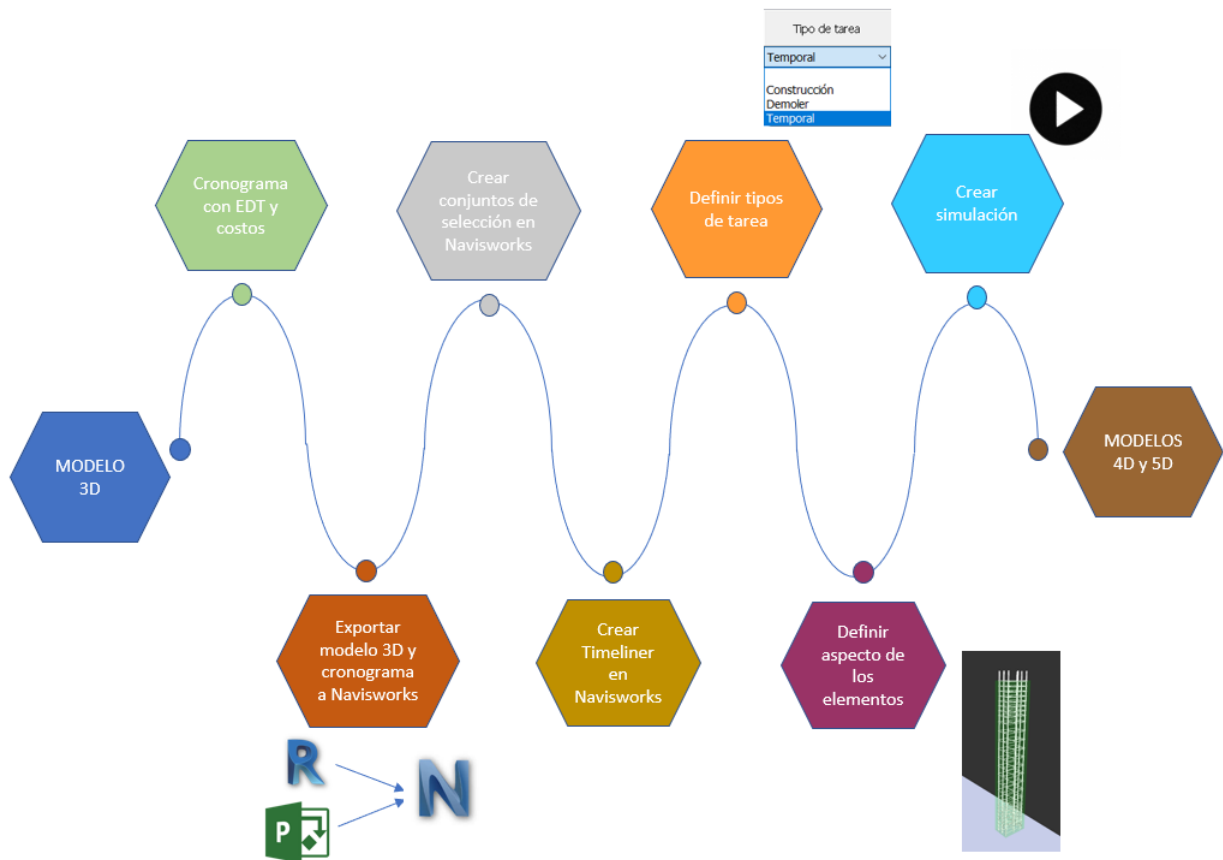 Tipo de tarea
Temporal
Construcción
Demoler
Temporal
Cronograma
con EDT y
costos
Crear
conjuntos de
selección en
Navisworks
Definir tipos
de tarea
Crear
simulación
MODELO
3D
MODELOS
4D y 5D
Exportar
modelo 3D y
cronograma
a Navisworks
Crear
Timeliner
en
Navisworks
Definir
aspecto de
los
elementos
R
N
P